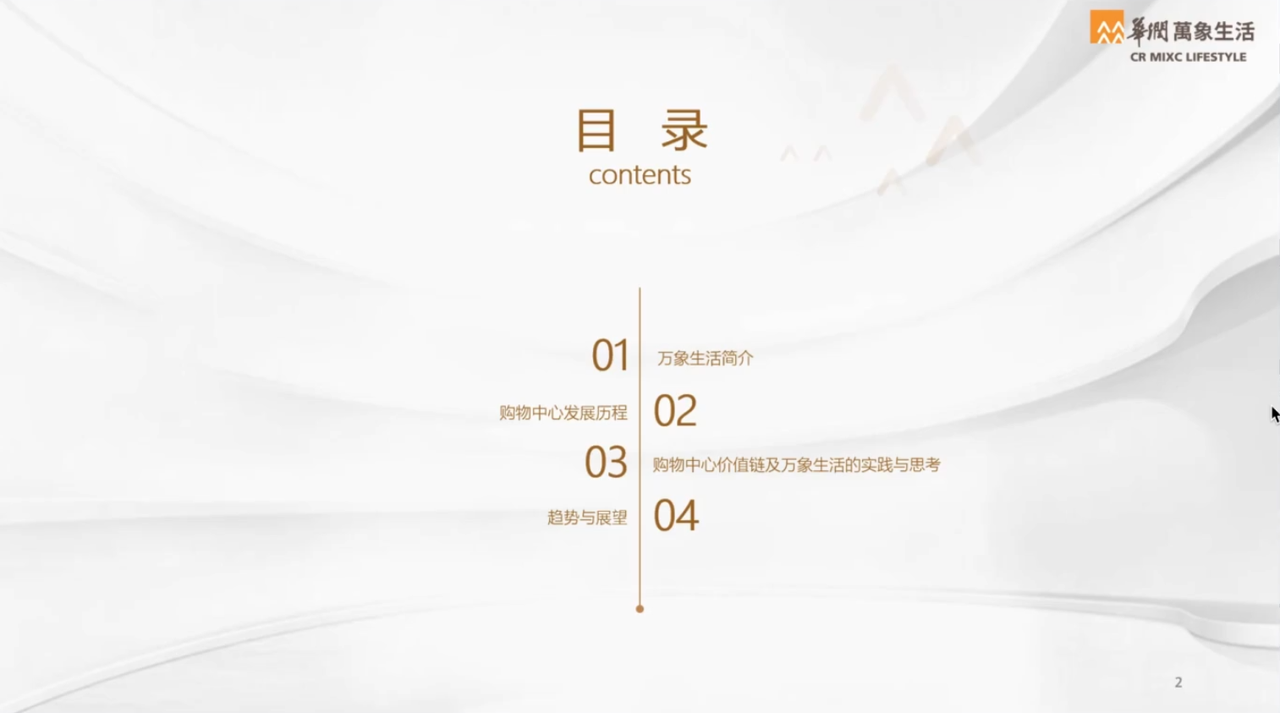 华润萬象生活
CR MIXC LIFESTYLE
目 录
contents
01 万象生活简介
购物中心发展历程 02
03 购物中心价值链及万象生活的实践与思考
趋势与展望 04
2